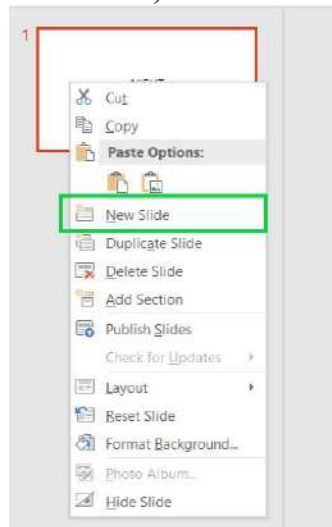 1
Cut
Copy
Paste Options:
New Slide
Duplicate Slide
Delete Slide
Add Section
Publish Slides
Check for Updates
Layout
Reset Slide
Format Background...
Photo Album...
Hide Slide